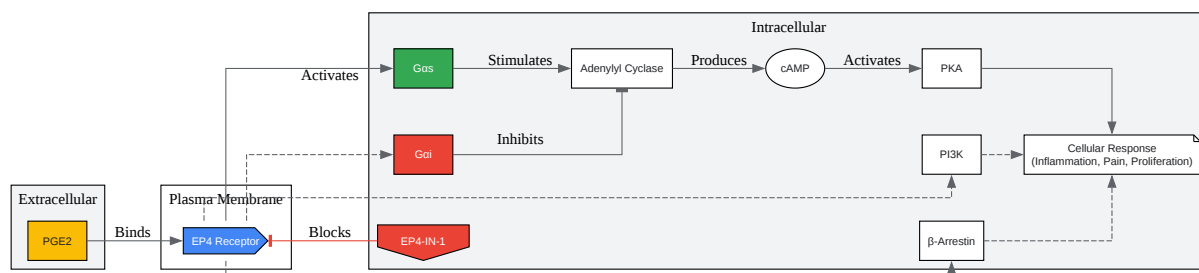 Intracellular
Activates
Gαs
Stimulates
Adenylyl Cyclase
Produces
cAMP
Activates
PKA
Gαi
Inhibits
PI3K
Cellular Response
(Inflammation, Pain, Proliferation)
Extracellular
Plasma Membrane
PGE2
Binds
EP4 Receptor
Blocks
EP4-IN-1
β-Arrestin